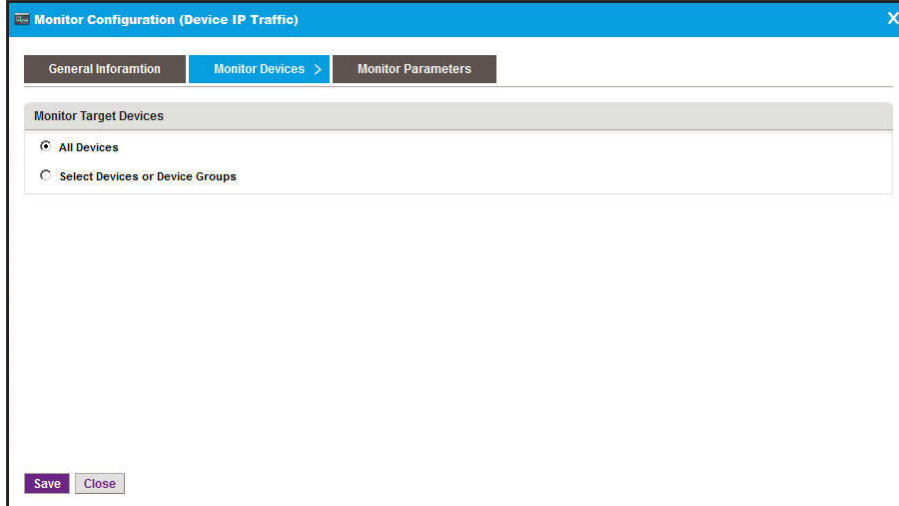 Monitor Configuration (Device IP Traffic) X
General Inforamtion Monitor Devices > Monitor Parameters
Monitor Target Devices
All Devices
Select Devices or Device Groups
Save Close